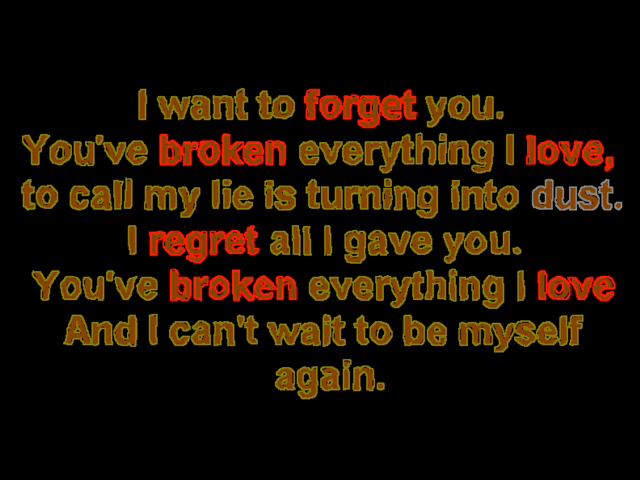 I want to forget you.
You've broken everything I love,
to call my lie is turning into dust.
I regret all I gave you.
You've broken everything I love
And I can't wait to be myself
again.